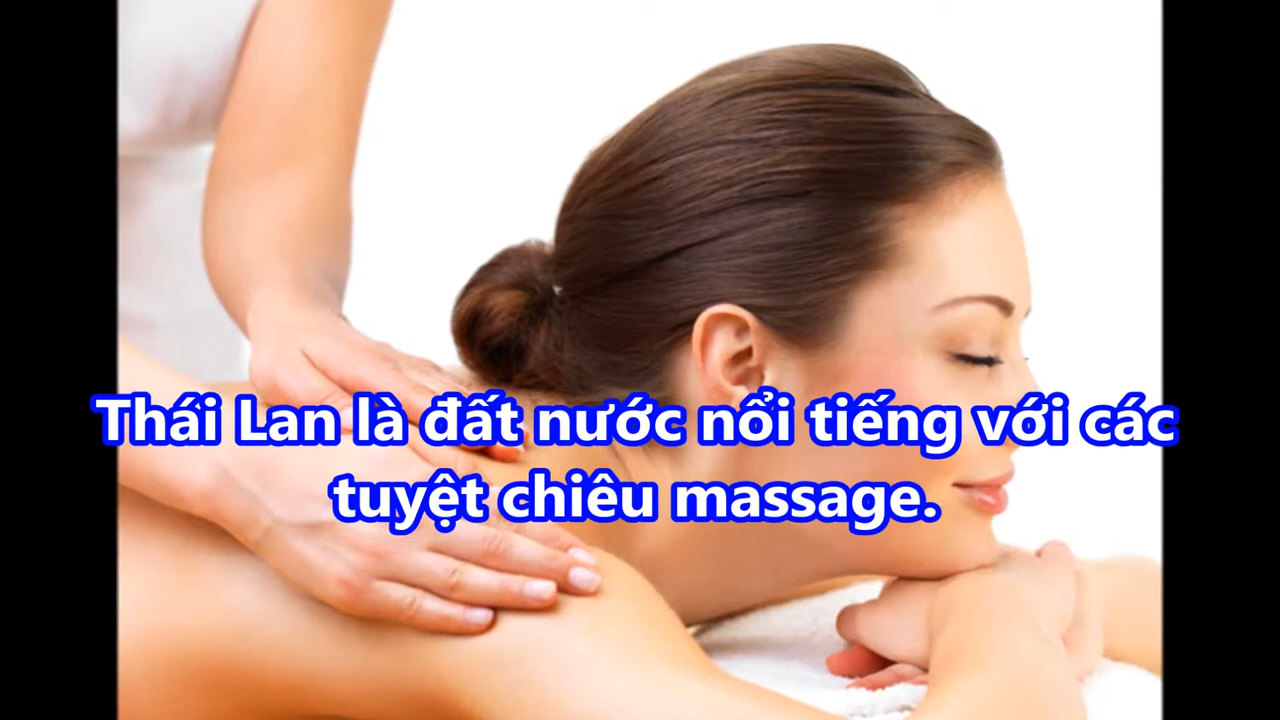 Thái Lan là đất nước nổi tiếng với các
tuyệt chiêu massage.